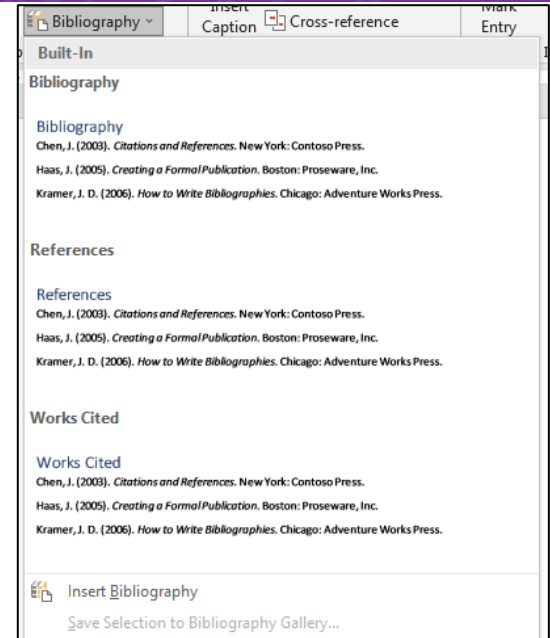 Insert Mark
Bibliography Caption Cross-reference Entry
Built-In
Bibliography
Bibliography
Chen, J. (2003). Citations and References. New York: Contoso Press.
Haas, J. (2005). Creating a Formal Publication. Boston: Proseware, Inc.
Kramer, J. D. (2006). How to Write Bibliographies. Chicago: Adventure Works Press.
References
References
Chen, J. (2003). Citations and References. New York: Contoso Press.
Haas, J. (2005). Creating a Formal Publication. Boston: Proseware, Inc.
Kramer, J. D. (2006). How to Write Bibliographies. Chicago: Adventure Works Press.
Works Cited
Works Cited
Chen, J. (2003). Citations and References. New York: Contoso Press.
Haas, J. (2005). Creating a Formal Publication. Boston: Proseware, Inc.
Kramer, J. D. (2006). How to Write Bibliographies. Chicago: Adventure Works Press.
Insert Bibliography
Save Selection to Bibliography Gallery...